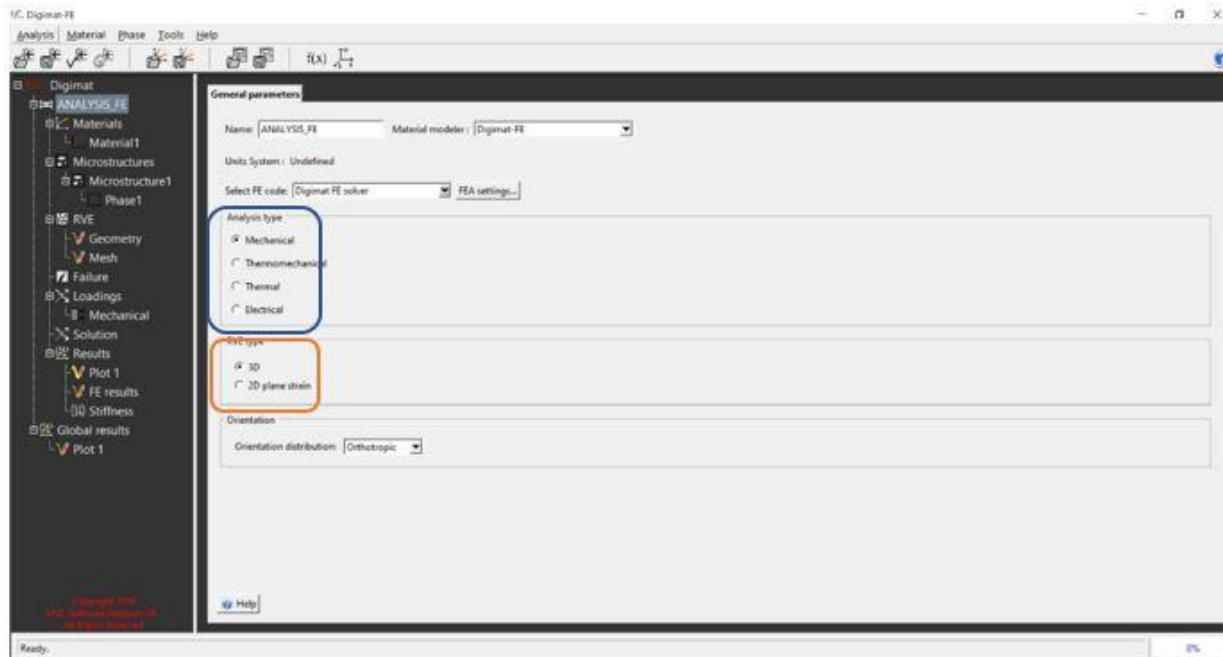 Digimat-FE
Analysis Material Phase Tools Help
f(x)
Digimat
ANALYSIS_FE
Materials
Material1
Microstructures
Microstructure1
Phase1
RVE
Geometry
Mesh
Failure
Loadings
Mechanical
Solution
Results
Plot 1
FE results
Stiffness
Global results
Plot 1
General parameters
Name: ANALYSIS_FE Material modeler: Digimat-FE
Units System: Undefined
Select FE code: Digimat FE solver FEA settings...
Analysis type
Mechanical
Thermomechanical
Thermal
Electrical
RVE type
3D
2D plane strain
Orientation
Orientation distribution: Orthotropic
Help
Ready.
0%